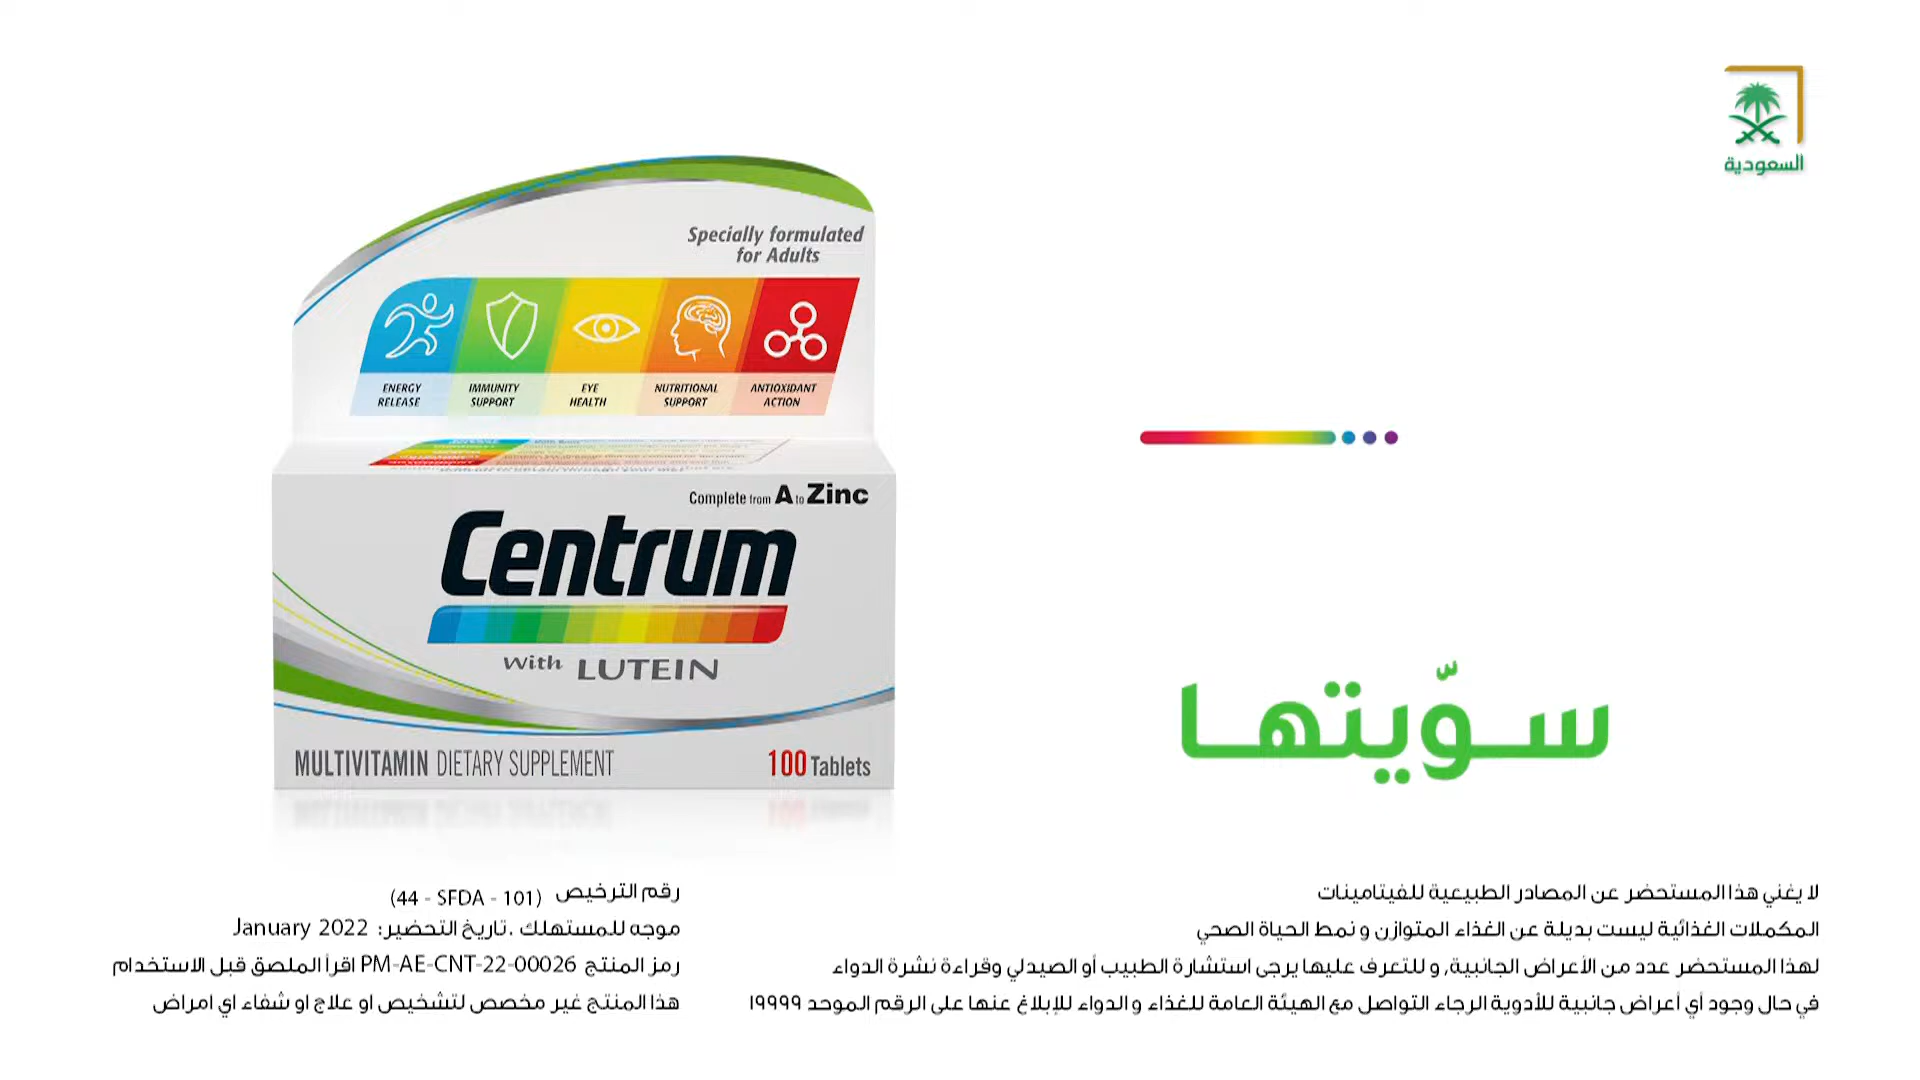 السعودية
Specially formulated
for Adults
ENERGY
RELEASE
IMMUNITY
SUPPORT
EYE
HEALTH
NUTRITIONAL
SUPPORT
ANTIOXIDANT
ACTION
Complete from A to Zinc
Centrum
with LUTEIN
MULTIVITAMIN DIETARY SUPPLEMENT
100 Tablets
سوّيتها
لا يغني هذا المستحضر عن المصادر الطبيعية للفيتامينات
المكملات الغذائية ليست بديلة عن الغذاء المتوازن و نمط الحياة الصحي
لهذا المستحضر عدد من الأعراض الجانبية, و للتعرف عليها يرجى استشارة الطبيب أو الصيدلي وقراءة نشرة الدواء
في حال وجود أي أعراض جانبية للأدوية الرجاء التواصل مع الهيئة العامة للغذاء و الدواء للإبلاغ عنها على الرقم الموحد ١٩٩٩٩
رقم الترخيص (101 - SFDA - 44)
موجه للمستهلك . تاريخ التحضير: January 2022
رمز المنتج PM-AE-CNT-22-00026 اقرأ الملصق قبل الاستخدام
هذا المنتج غير مخصص لتشخيص او علاج او شفاء اي امراض